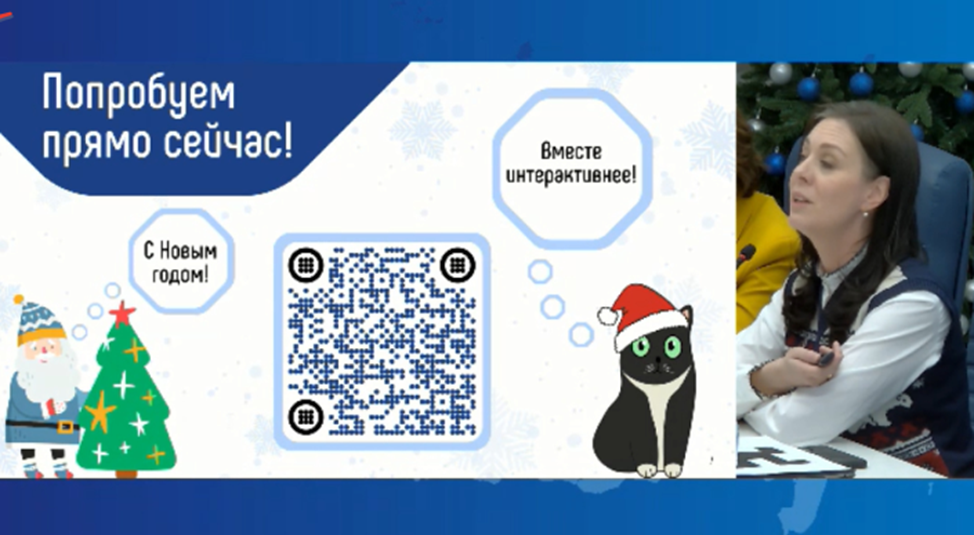 Попробуем
прямо сейчас!
Вместе
интерактивнее!
С Новым
годом!